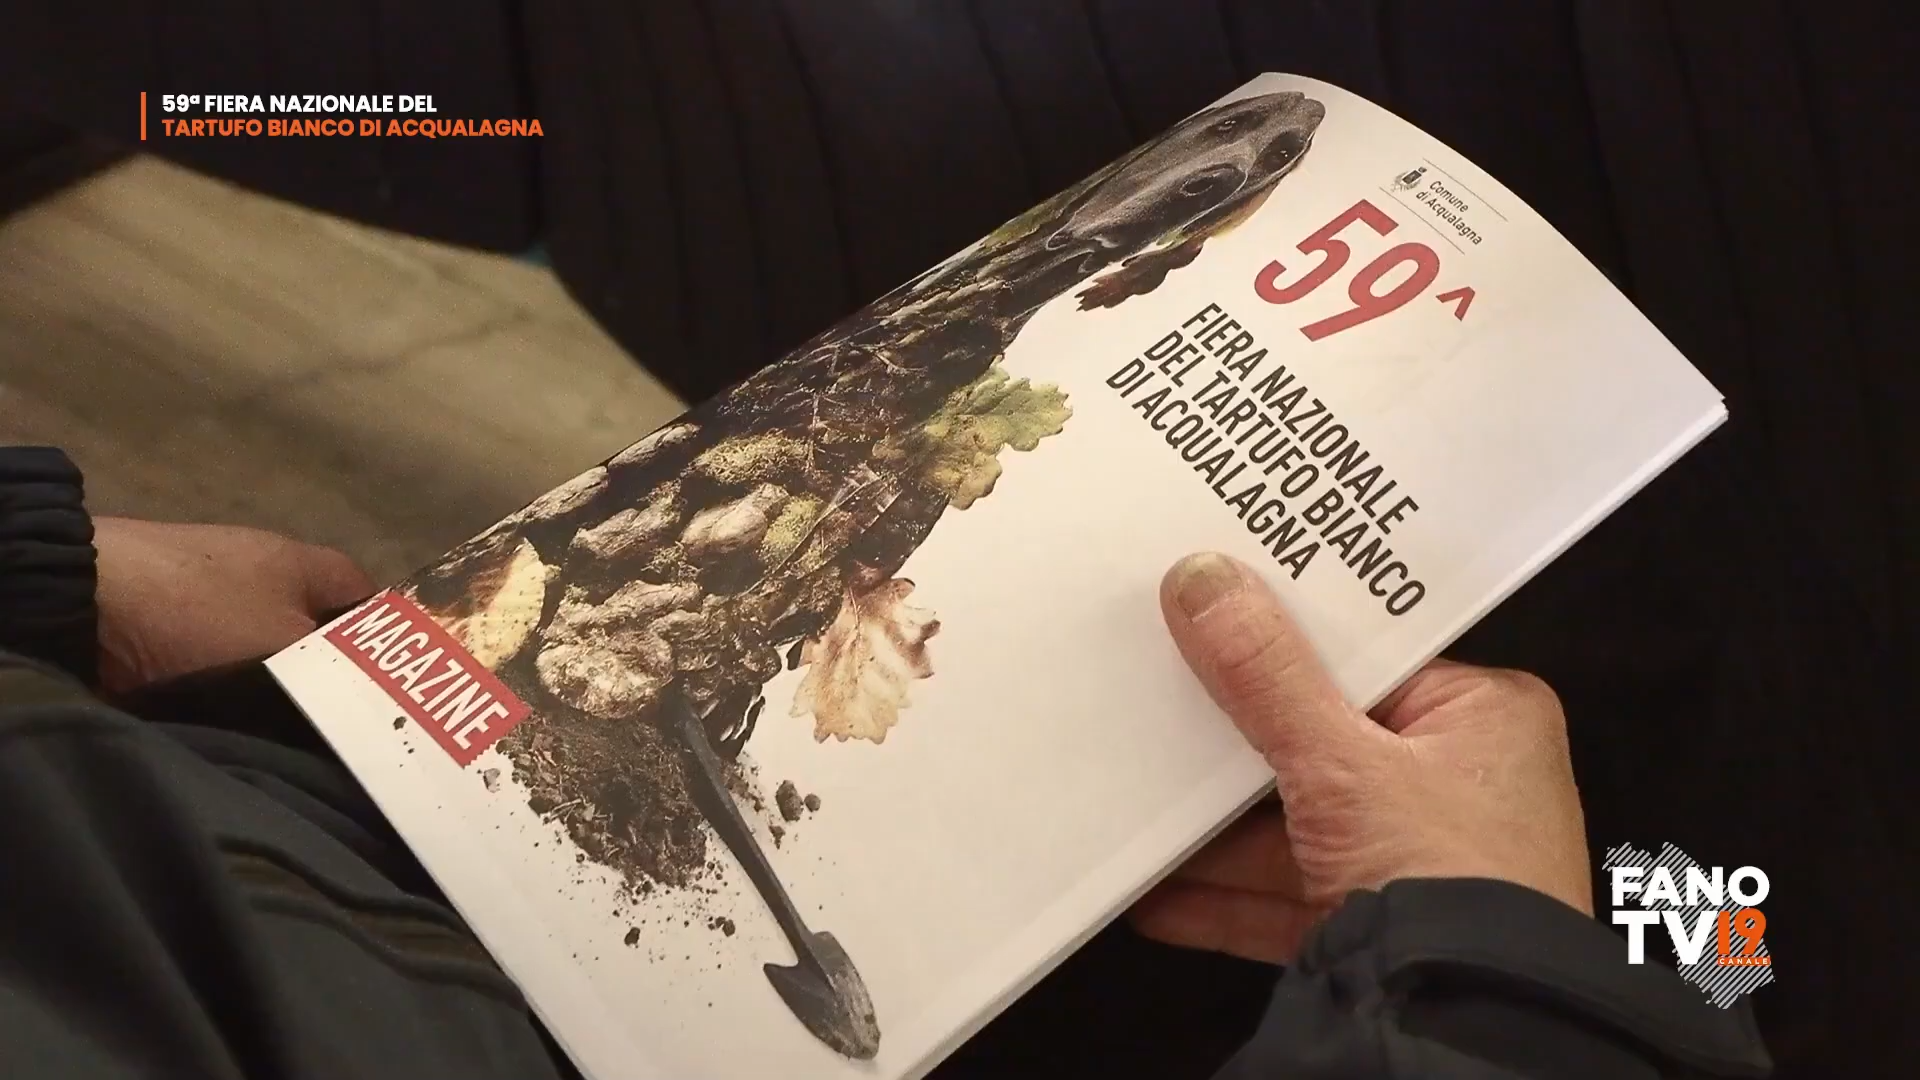 59ª FIERA NAZIONALE DEL
TARTUFO BIANCO DI ACQUALAGNA
Comune
di Acqualagna
59^
FIERA NAZIONALE
DEL TARTUFO BIANCO
DI ACQUALAGNA
MAGAZINE
FANO
TV19
CANALE